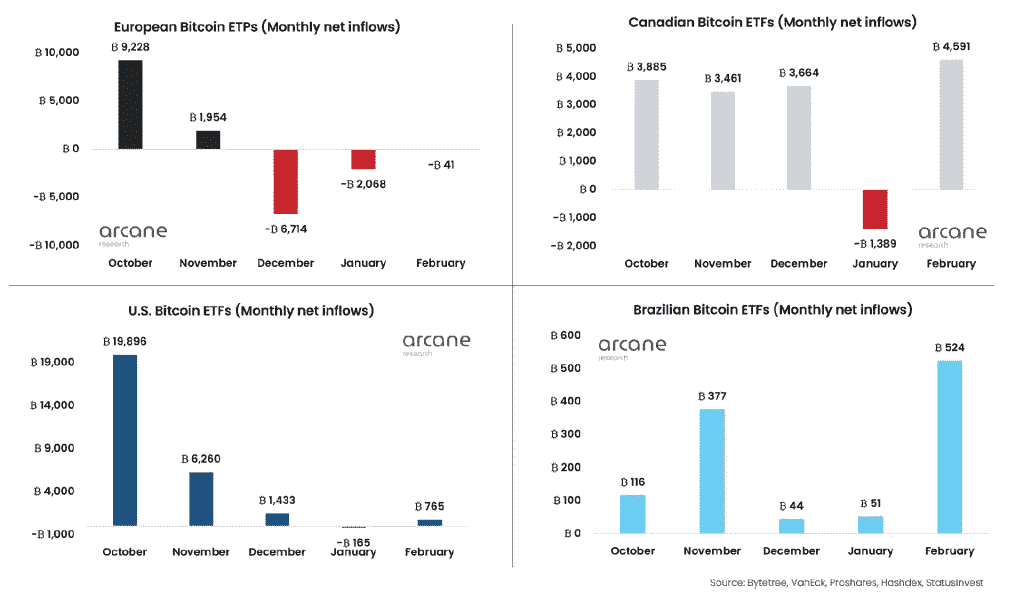 European Bitcoin ETPs (Monthly net inflows)
₿ 10,000
₿ 5,000
₿ 0
-₿ 5,000
-₿ 10,000
₿ 9,228
₿ 1,954
-₿ 6,714
-₿ 2,068
-₿ 41
arcane
research
October November December January February
Canadian Bitcoin ETFs (Monthly net inflows)
₿ 5,000
₿ 4,000
₿ 3,000
₿ 2,000
₿ 1,000
₿ 0
-₿ 1,000
-₿ 2,000
₿ 3,885
₿ 3,461
₿ 3,664
-₿ 1,389
₿ 4,591
arcane
research
October November December January February
U.S. Bitcoin ETFs (Monthly net inflows)
arcane
research
₿ 19,000
₿ 14,000
₿ 9,000
₿ 4,000
-₿ 1,000
₿ 19,896
₿ 6,260
₿ 1,433
-₿ 165
₿ 765
October November December January February
Brazilian Bitcoin ETFs (Monthly net inflows)
arcane
research
₿ 600
₿ 500
₿ 400
₿ 300
₿ 200
₿ 100
₿ 0
₿ 116
₿ 377
₿ 44
₿ 51
₿ 524
October November December January February
Source: Bytetree, VanEck, Proshares, Hashdex, StatusInvest